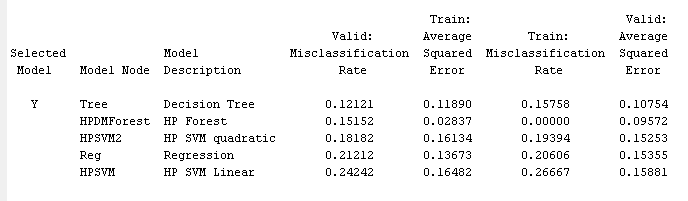 Train: Valid:
Valid: Average Train: Average
Selected Model Misclassification Squared Misclassification Squared
Model Model Node Description Rate Error Rate Error
Y Tree Decision Tree 0.12121 0.11890 0.15758 0.10754
HPDMForest HP Forest 0.15152 0.02837 0.00000 0.09572
HPSVM2 HP SVM quadratic 0.18182 0.16134 0.19394 0.15253
Reg Regression 0.21212 0.13673 0.20606 0.15355
HPSVM HP SVM Linear 0.24242 0.16482 0.26667 0.15881